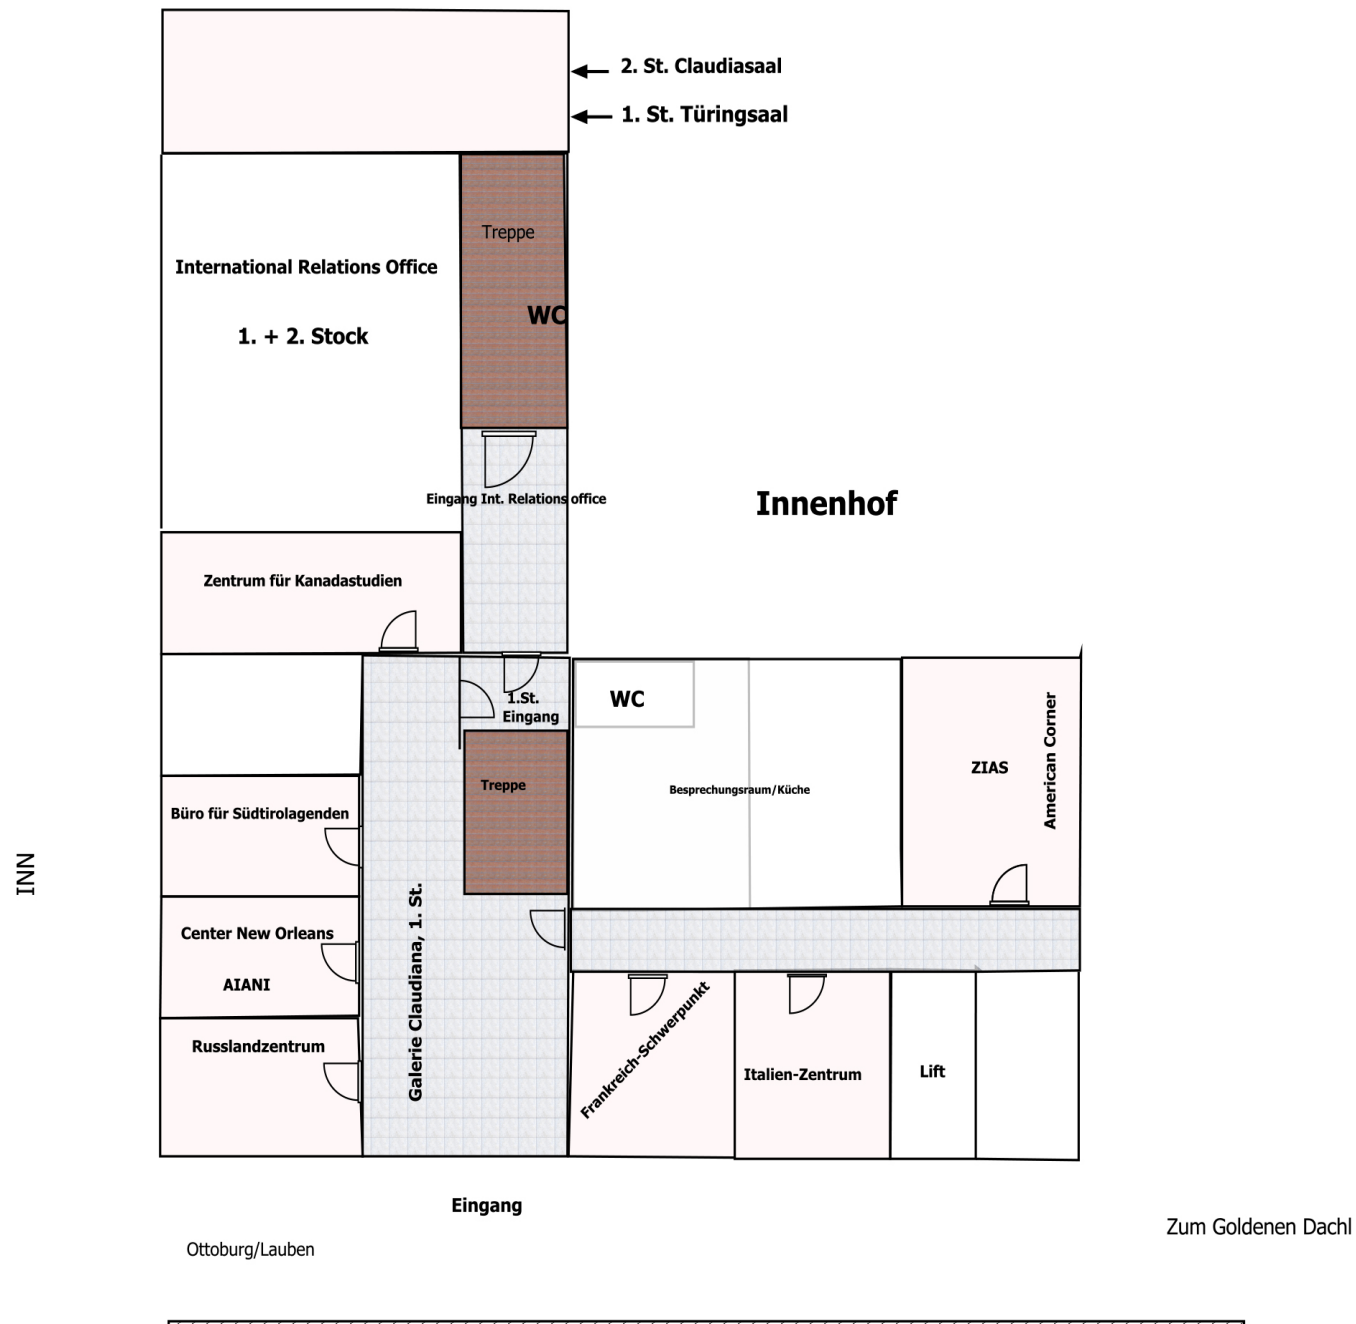 2. St. Claudiasaal
1. St. Türingsaal
Treppe
International Relations Office
WC
1. + 2. Stock
Eingang Int. Relations office
Innenhof
Zentrum für Kanadastudien
1.St.
Eingang
WC
American Corner
ZIAS
Treppe
Besprechungsraum/Küche
Büro für Südtirolagenden
INN
Galerie Claudiana, 1. St.
Center New Orleans
AIANI
Russlandzentrum
Frankreich-Schwerpunkt
Italien-Zentrum
Lift
Eingang
Zum Goldenen Dachl
Ottoburg/Lauben